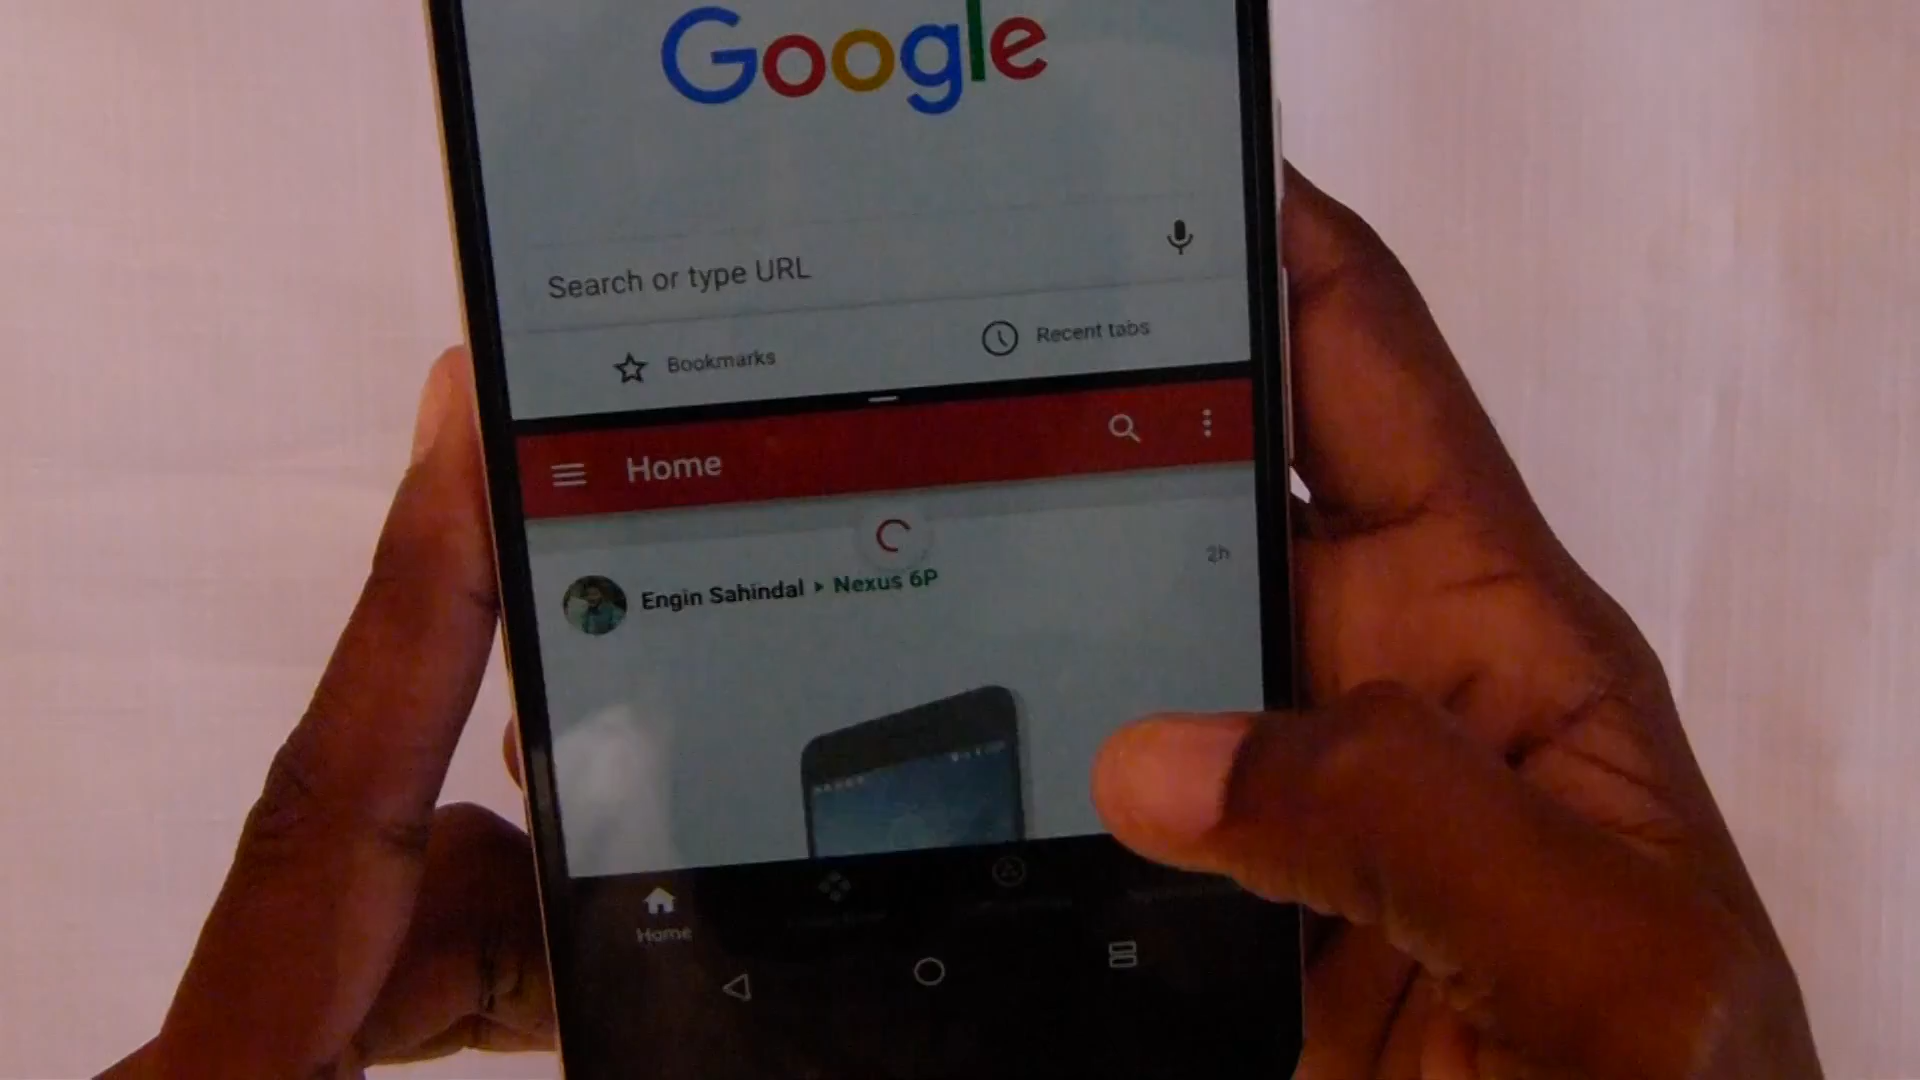 Google
Search or type URL
Bookmarks
Recent tabs
Home
2h
Engin Sahindal ▸ Nexus 6P
Home